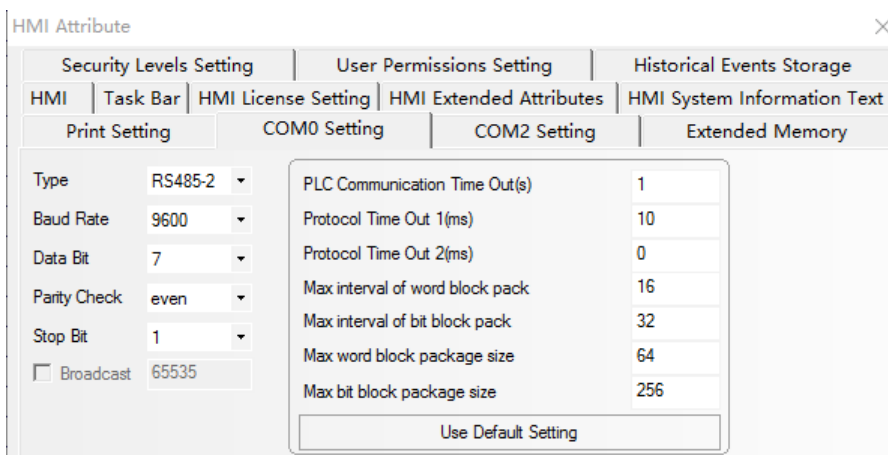 HMI Attribute
Security Levels Setting User Permissions Setting Historical Events Storage
HMI Task Bar HMI License Setting HMI Extended Attributes HMI System Information Text
Print Setting COM0 Setting COM2 Setting Extended Memory
Type RS485-2
Baud Rate 9600
Data Bit 7
Parity Check even
Stop Bit 1
Broadcast 65535
PLC Communication Time Out(s) 1
Protocol Time Out 1(ms) 10
Protocol Time Out 2(ms) 0
Max interval of word block pack 16
Max interval of bit block pack 32
Max word block package size 64
Max bit block package size 256
Use Default Setting